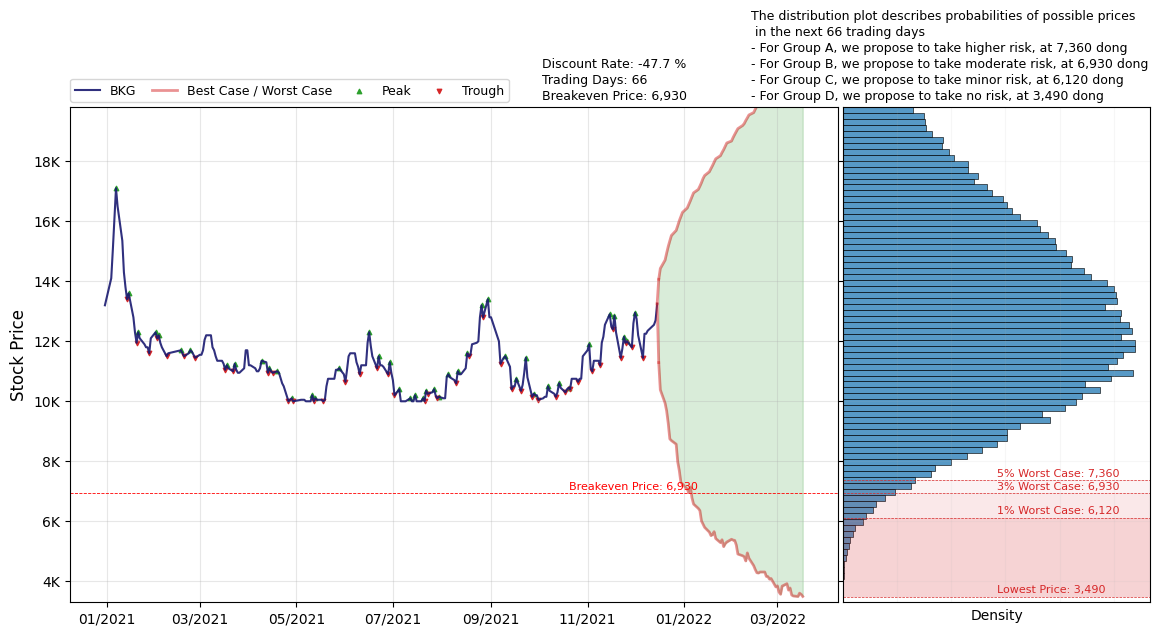 The distribution plot describes probabilities of possible prices
in the next 66 trading days
- For Group A, we propose to take higher risk, at 7,360 dong
- For Group B, we propose to take moderate risk, at 6,930 dong
- For Group C, we propose to take minor risk, at 6,120 dong
- For Group D, we propose to take no risk, at 3,490 dong
Discount Rate: -47.7 %
Trading Days: 66
Breakeven Price: 6,930
BKG
Best Case / Worst Case
Peak
Trough
Stock Price
18K
16K
14K
12K
10K
8K
6K
4K
Breakeven Price: 6,930
01/2021
03/2021
05/2021
07/2021
09/2021
11/2021
01/2022
03/2022
5% Worst Case: 7,360
3% Worst Case: 6,930
1% Worst Case: 6,120
Lowest Price: 3,490
Density